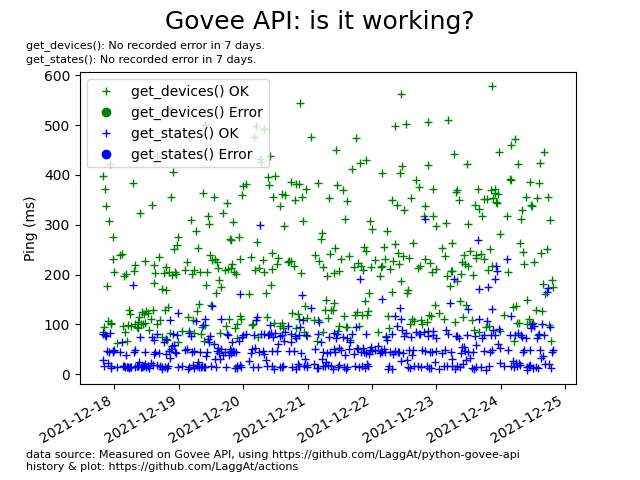 Govee API: is it working?
get_devices(): No recorded error in 7 days.
get_states(): No recorded error in 7 days.
600
500
400
300
200
100
0
Ping (ms)
get_devices() OK
get_devices() Error
get_states() OK
get_states() Error
2021-12-18
2021-12-19
2021-12-20
2021-12-21
2021-12-22
2021-12-23
2021-12-24
2021-12-25
data source: Measured on Govee API, using https://github.com/LaggAt/python-govee-api
history & plot: https://github.com/LaggAt/actions